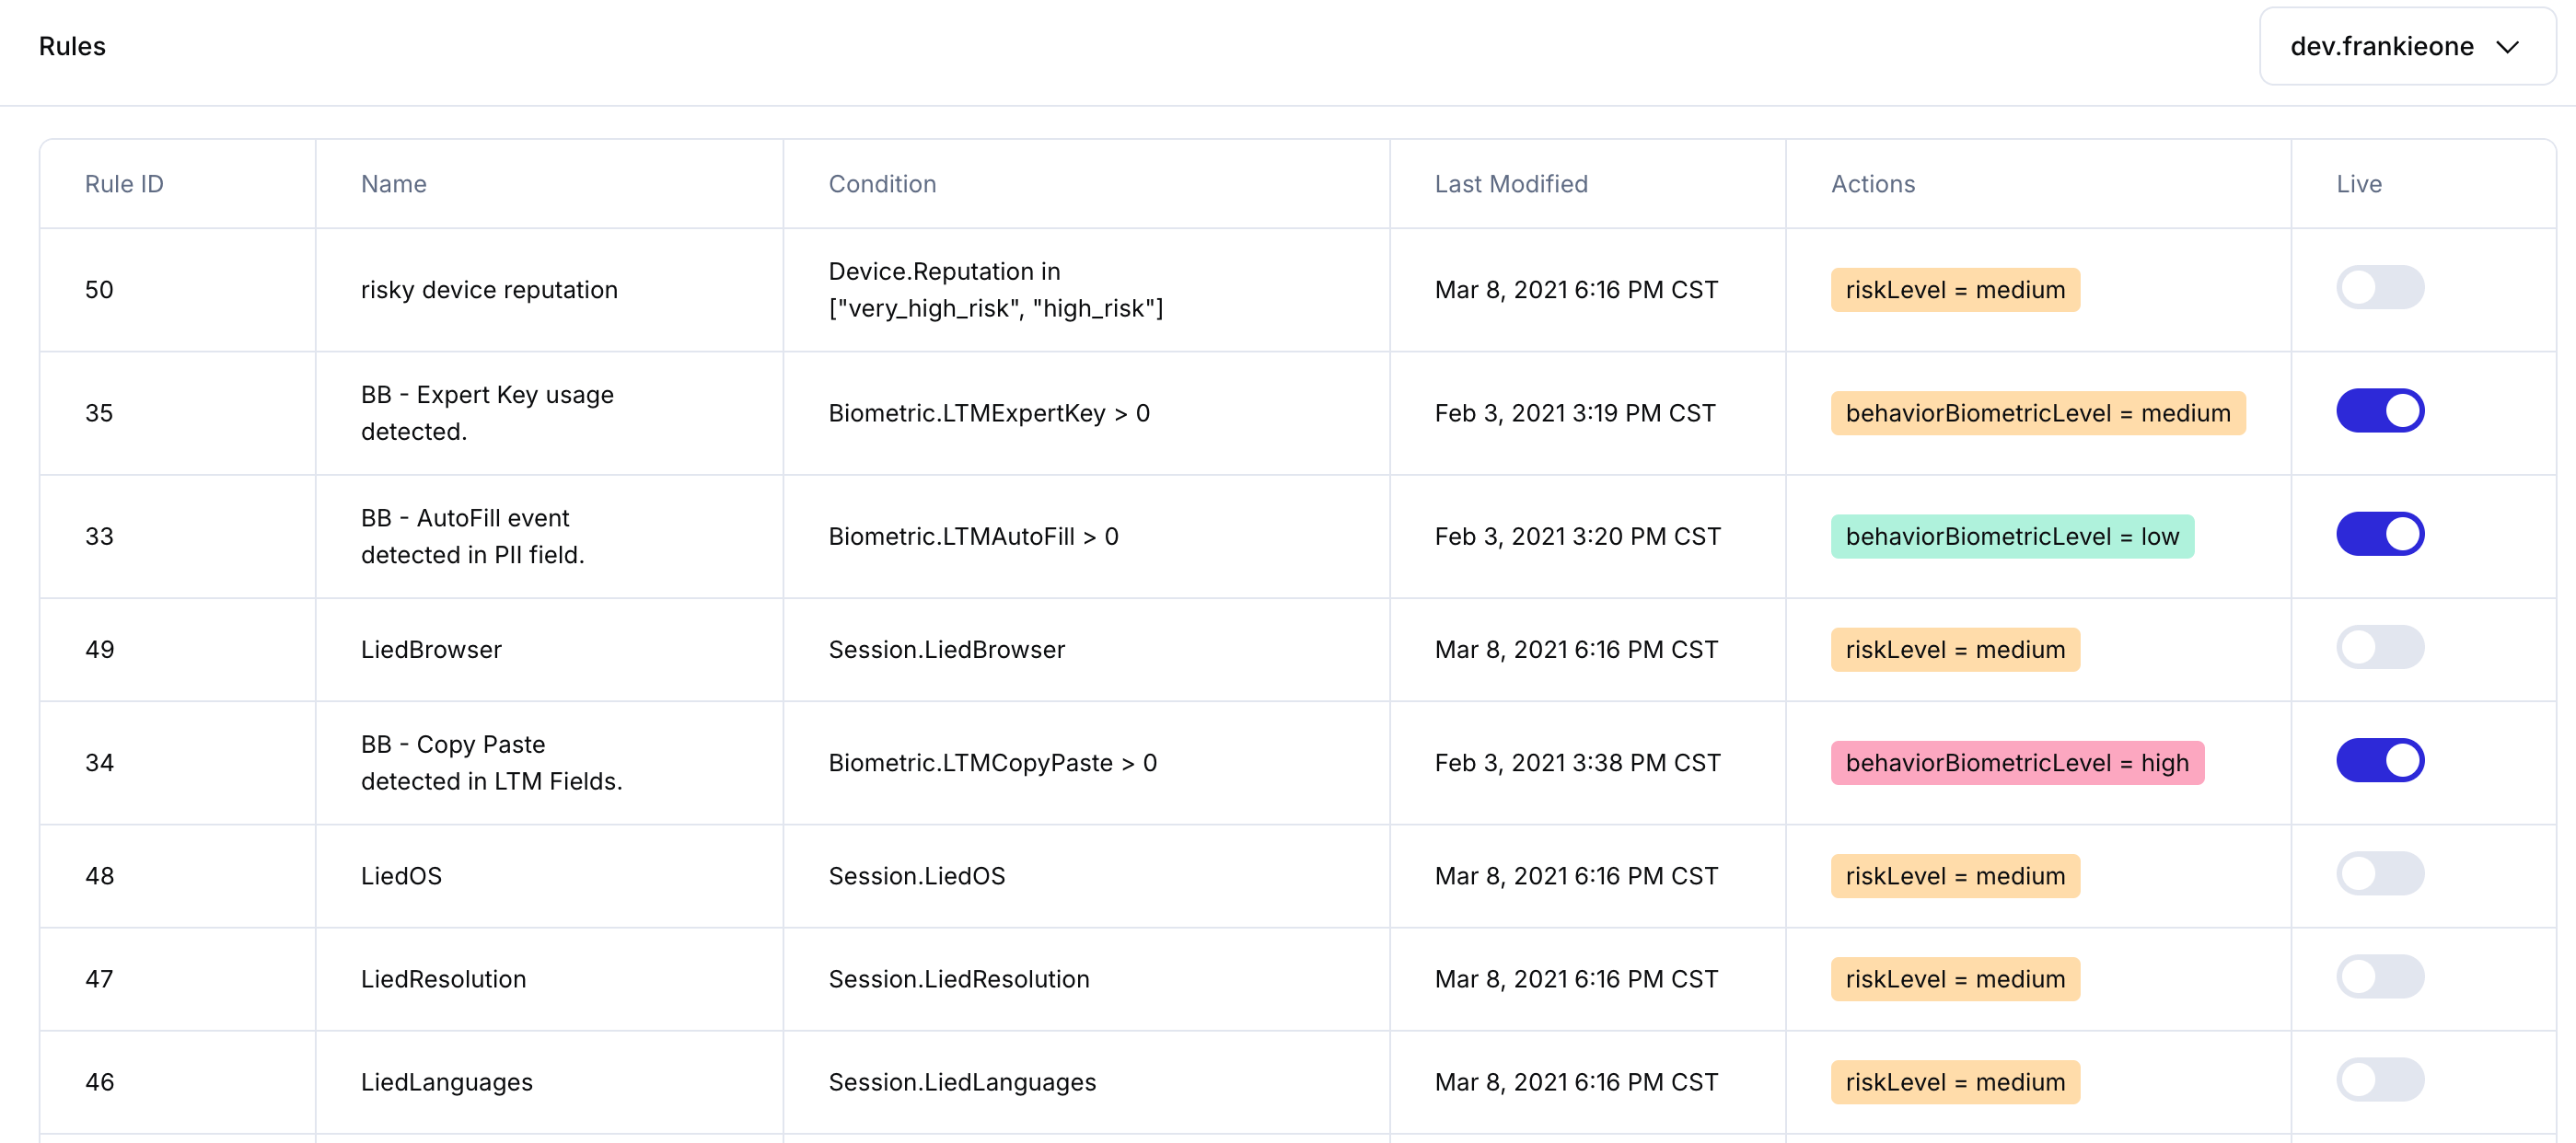 Rules
dev.frankieone
Rule ID Name Condition Last Modified Actions Live
50 risky device reputation Device.Reputation in ["very_high_risk", "high_risk"] Mar 8, 2021 6:16 PM CST riskLevel = medium
35 BB - Expert Key usage detected. Biometric.LTMExpertKey > 0 Feb 3, 2021 3:19 PM CST behaviorBiometricLevel = medium
33 BB - AutoFill event detected in PII field. Biometric.LTMAutoFill > 0 Feb 3, 2021 3:20 PM CST behaviorBiometricLevel = low
49 LiedBrowser Session.LiedBrowser Mar 8, 2021 6:16 PM CST riskLevel = medium
34 BB - Copy Paste detected in LTM Fields. Biometric.LTMCopyPaste > 0 Feb 3, 2021 3:38 PM CST behaviorBiometricLevel = high
48 LiedOS Session.LiedOS Mar 8, 2021 6:16 PM CST riskLevel = medium
47 LiedResolution Session.LiedResolution Mar 8, 2021 6:16 PM CST riskLevel = medium
46 LiedLanguages Session.LiedLanguages Mar 8, 2021 6:16 PM CST riskLevel = medium